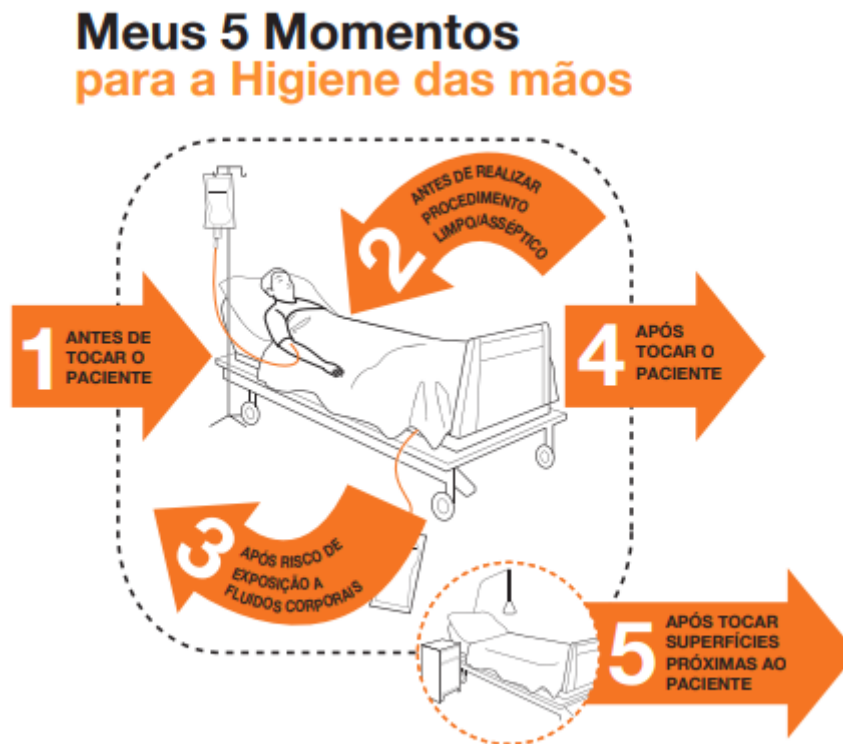 Meus 5 Momentos
para a Higiene das mãos
1
ANTES DE
TOCAR O
PACIENTE
2
ANTES DE REALIZAR
PROCEDIMENTO
LIMPO/ASSÉPTICO
3
APÓS RISCO DE
EXPOSIÇÃO A
FLUIDOS CORPORAIS
4
APÓS
TOCAR O
PACIENTE
5
APÓS TOCAR
SUPERFÍCIES
PRÓXIMAS AO
PACIENTE